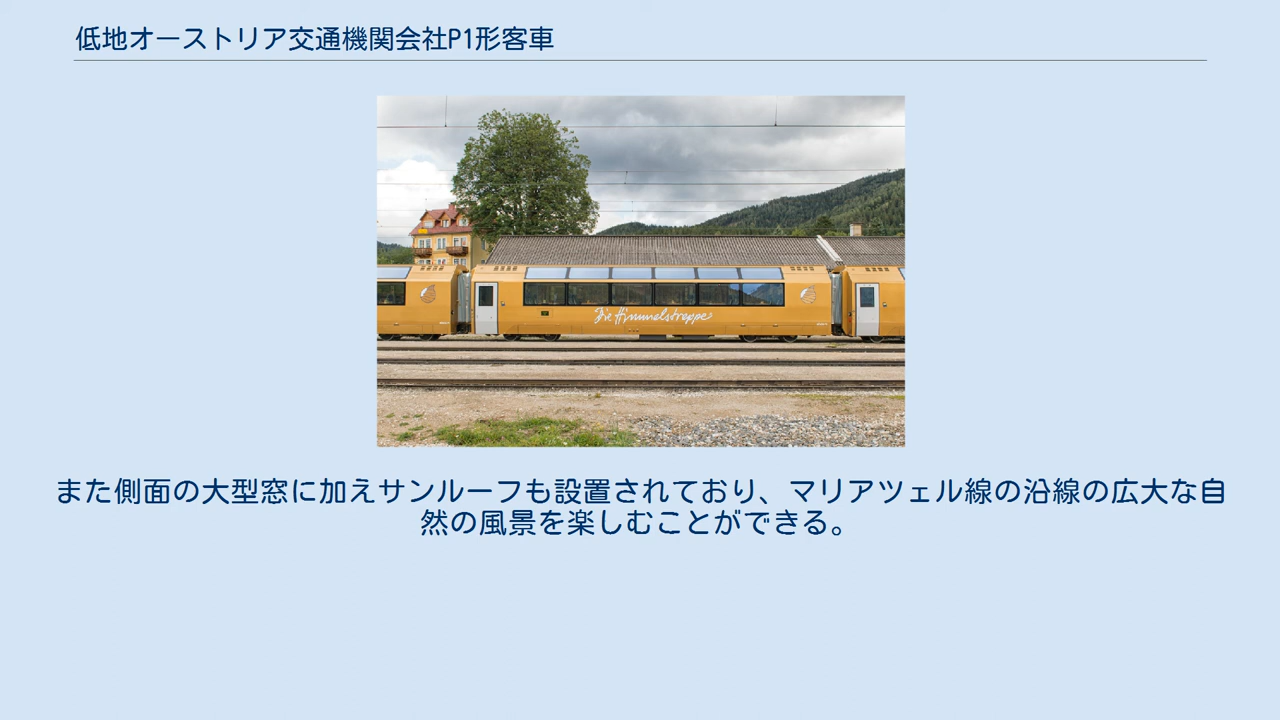 低地オーストリア交通機関会社P1形客車
Die Himmelstreppe
また側面の大型窓に加えサンルーフも設置されており、マリアツェル線の沿線の広大な自
然の風景を楽しむことができる。